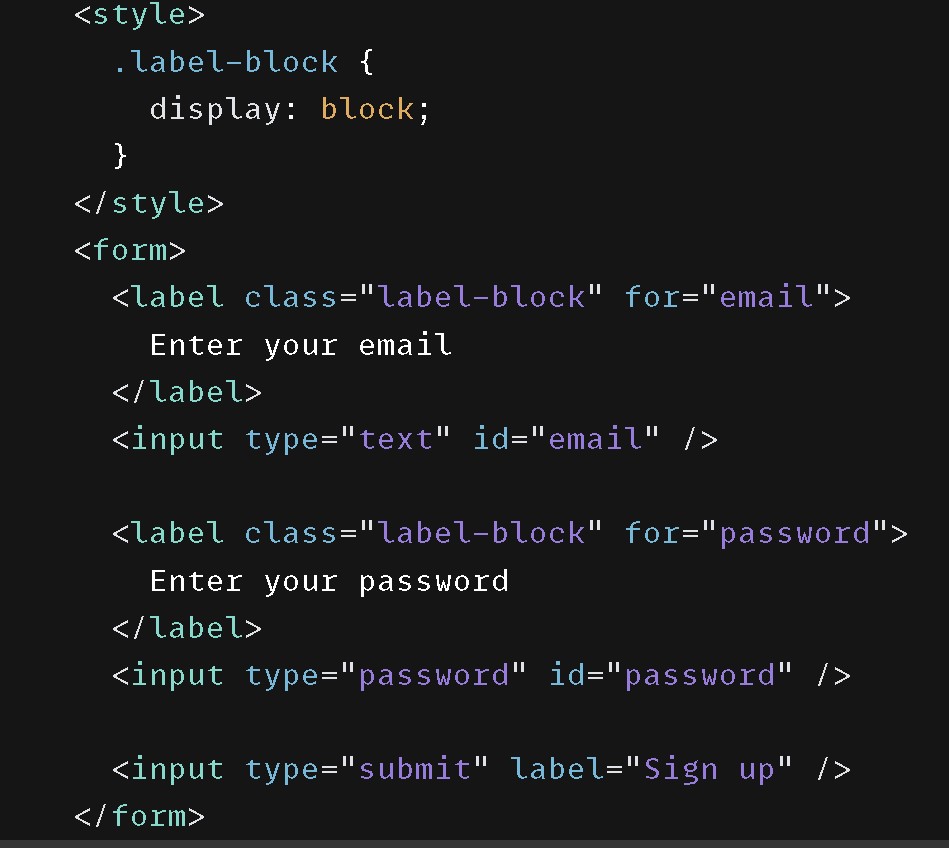 <style>
.label-block {
display: block;
}
</style>
<form>
<label class="label-block" for="email">
Enter your email
</label>
<input type="text" id="email" />
<label class="label-block" for="password">
Enter your password
</label>
<input type="password" id="password" />
<input type="submit" label="Sign up" />
</form>